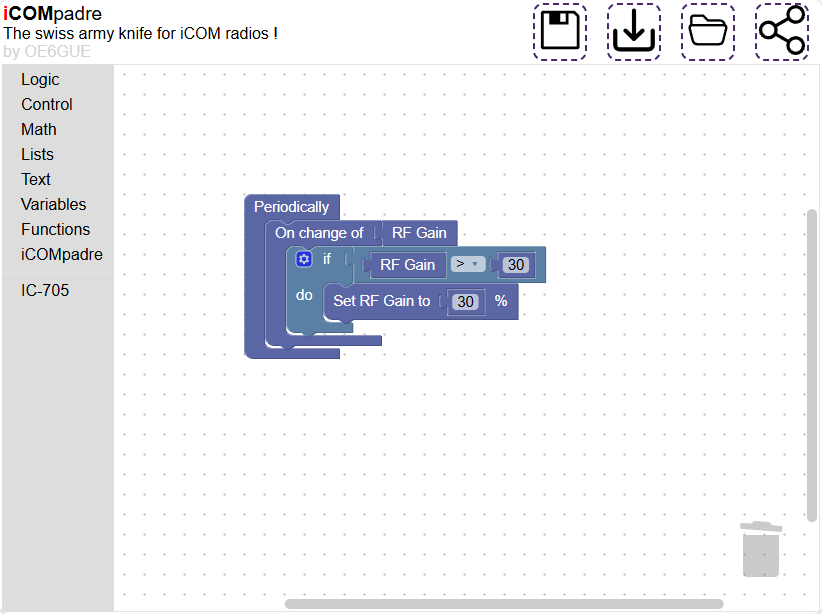 iCOMpadre
The swiss army knife for iCOM radios !
by OE6GUE
Logic
Control
Math
Lists
Text
Variables
Functions
iCOMpadre
IC-705
Periodically
On change of RF Gain
if RF Gain > 30
do Set RF Gain to 30 %